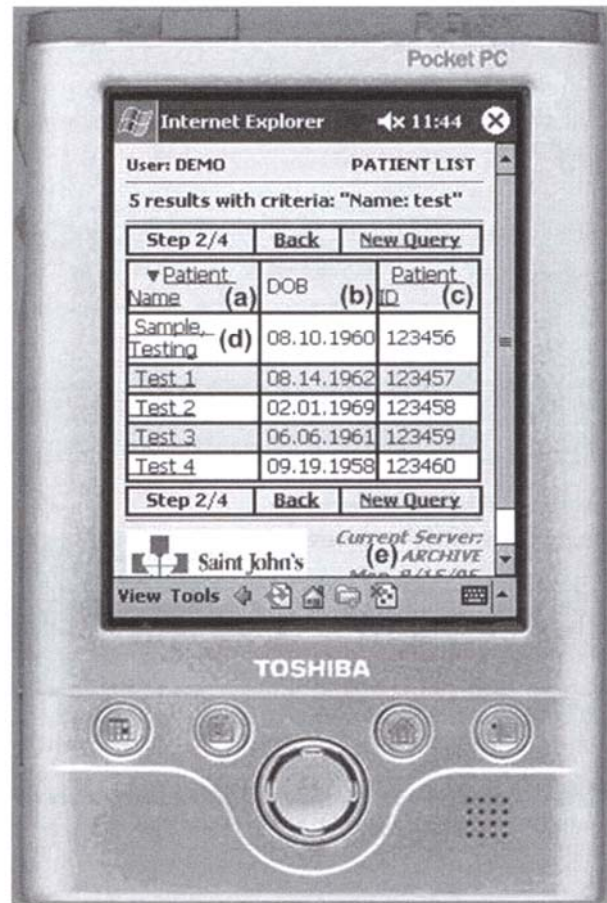 Pocket PC
Internet Explorer 11:44
User: DEMO PATIENT LIST
5 results with criteria: "Name: test"
Step 2/4 Back New Query
▼Patient Name (a) DOB (b) Patient ID (c)
Sample, Testing (d) 08.10.1960 123456
Test 1 08.14.1962 123457
Test 2 02.01.1969 123458
Test 3 06.06.1961 123459
Test 4 09.19.1958 123460
Step 2/4 Back New Query
Saint John's
Current Server:
(e) ARCHIVE
View Tools
TOSHIBA